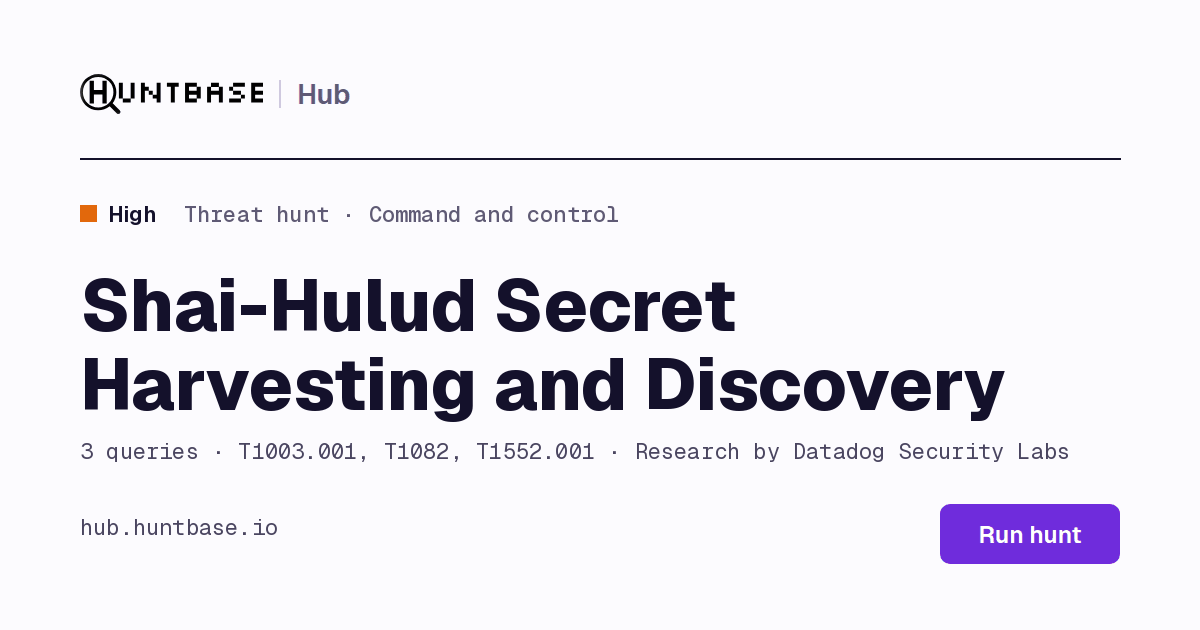 HUNTBASE Hub
High Threat hunt · Command and control
Shai-Hulud Secret
Harvesting and Discovery
3 queries · T1003.001, T1082, T1552.001 · Research by Datadog Security Labs
hub.huntbase.io
Run hunt